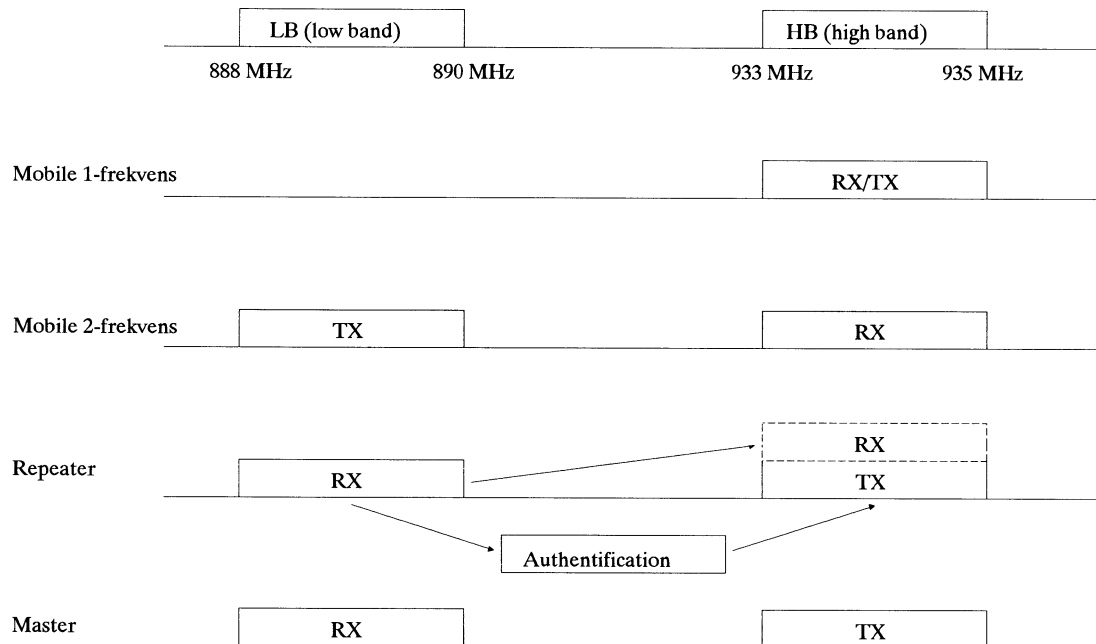 LB (low band) HB (high band)
888 MHz 890 MHz 933 MHz 935 MHz
Mobile 1-frekvens RX/TX
Mobile 2-frekvens TX RX
RX
Repeater RX TX
Authentification
Master RX TX